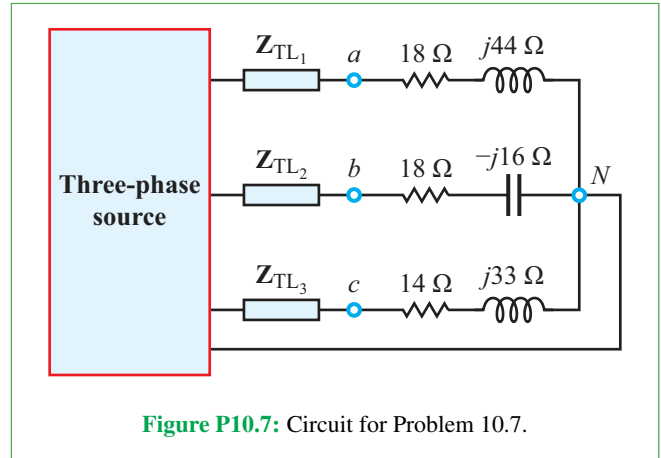 Z_TL₁ a 18 Ω j44 Ω
Z_TL₂ b 18 Ω −j16 Ω N
Three-phase
source
Z_TL₃ c 14 Ω j33 Ω
Figure P10.7: Circuit for Problem 10.7.